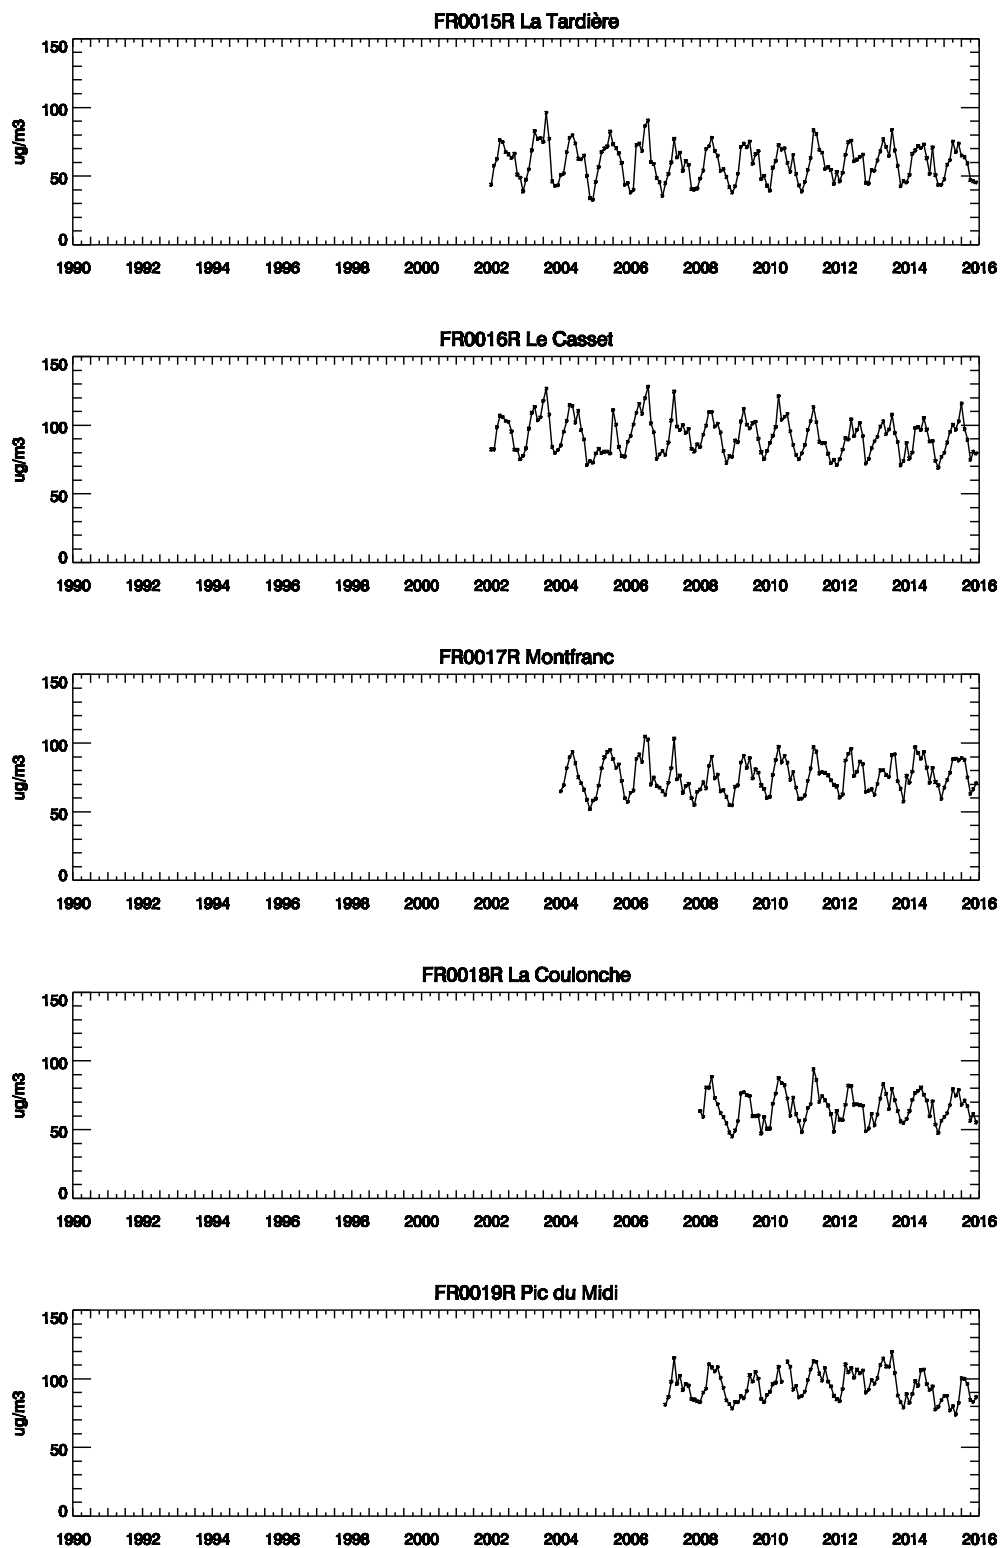 FR0015R La Tardière
150
100
50
0
ug/m3
1990 1992 1994 1996 1998 2000 2002 2004 2006 2008 2010 2012 2014 2016
FR0016R Le Casset
150
100
50
0
ug/m3
1990 1992 1994 1996 1998 2000 2002 2004 2006 2008 2010 2012 2014 2016
FR0017R Montfranc
150
100
50
0
ug/m3
1990 1992 1994 1996 1998 2000 2002 2004 2006 2008 2010 2012 2014 2016
FR0018R La Coulonche
150
100
50
0
ug/m3
1990 1992 1994 1996 1998 2000 2002 2004 2006 2008 2010 2012 2014 2016
FR0019R Pic du Midi
150
100
50
0
ug/m3
1990 1992 1994 1996 1998 2000 2002 2004 2006 2008 2010 2012 2014 2016